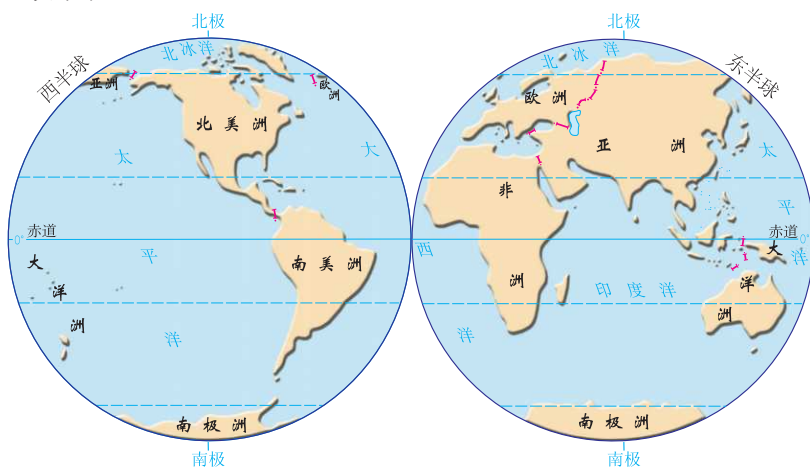 北极
北冰洋
西半球
亚洲
欧洲
北美洲
太
大
赤道
0°
平
西
大
洋
洲
南美洲
洋
南极洲
南极
北极
北冰洋
东半球
欧洲
亚洲
太
非
平
赤道
0°
大
洋
洲
印度洋
洋
洲
洋
南极洲
南极